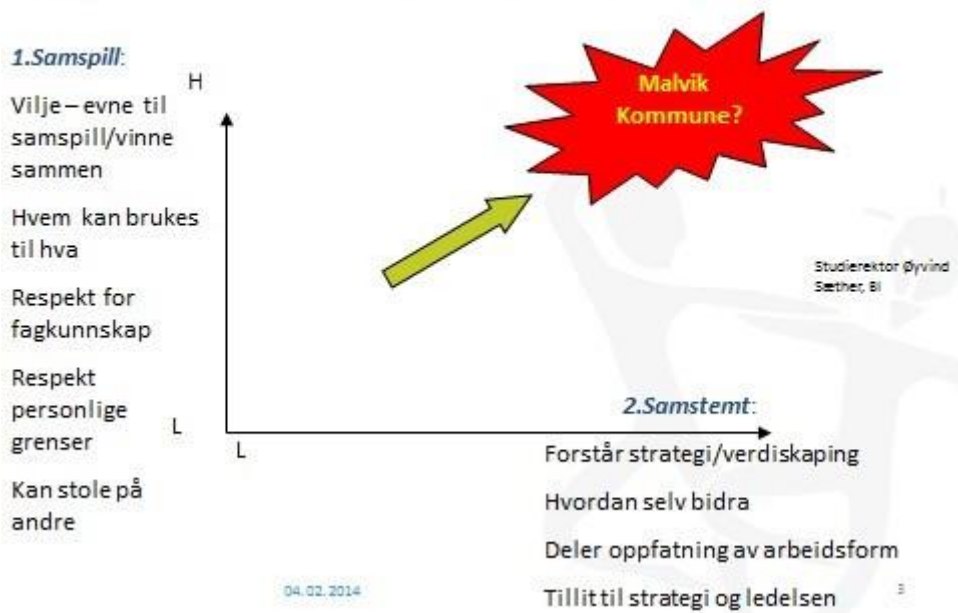 1.Samspill:
H
Vilje – evne til
samspill/vinne
sammen
Hvem kan brukes
til hva
Respekt for
fagkunnskap
Respekt
personlige
grenser
Kan stole på
andre
L
L
Malvik
Kommune?
Studierektor Øyvind
Sæther, BI
2.Samstemt:
Forstår strategi/verdiskaping
Hvordan selv bidra
Deler oppfatning av arbeidsform
Tillit til strategi og ledelsen
04.02.2014
3